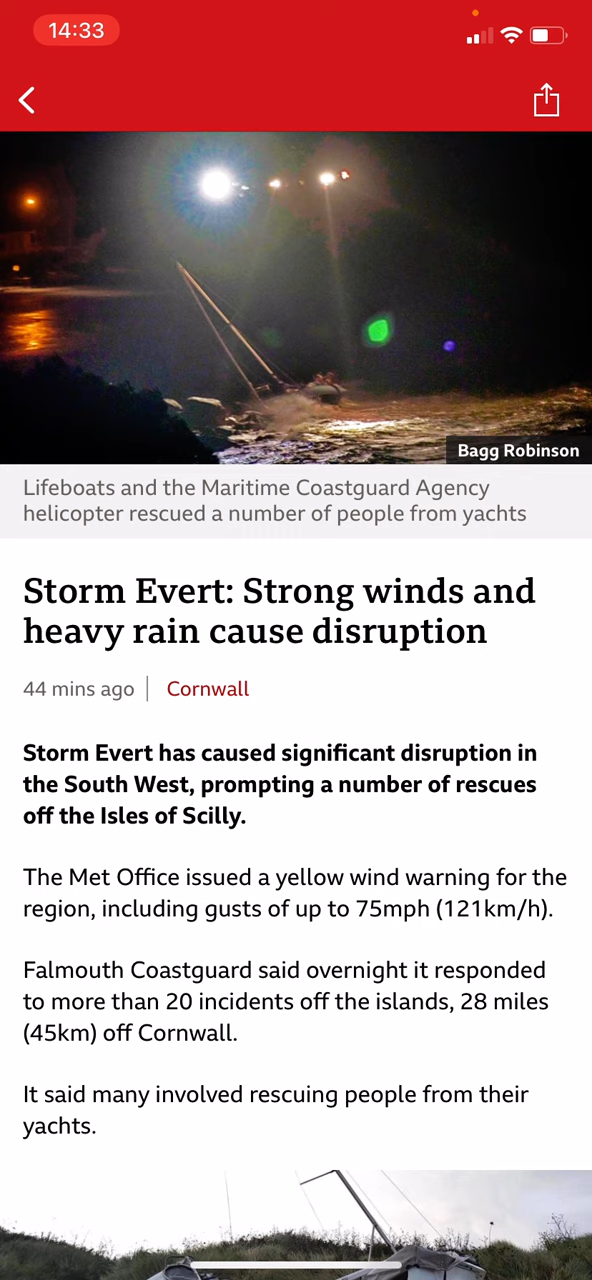 14:33
Bagg Robinson
Lifeboats and the Maritime Coastguard Agency
helicopter rescued a number of people from yachts
Storm Evert: Strong winds and
heavy rain cause disruption
44 mins ago | Cornwall
Storm Evert has caused significant disruption in
the South West, prompting a number of rescues
off the Isles of Scilly.
The Met Office issued a yellow wind warning for the
region, including gusts of up to 75mph (121km/h).
Falmouth Coastguard said overnight it responded
to more than 20 incidents off the islands, 28 miles
(45km) off Cornwall.
It said many involved rescuing people from their
yachts.